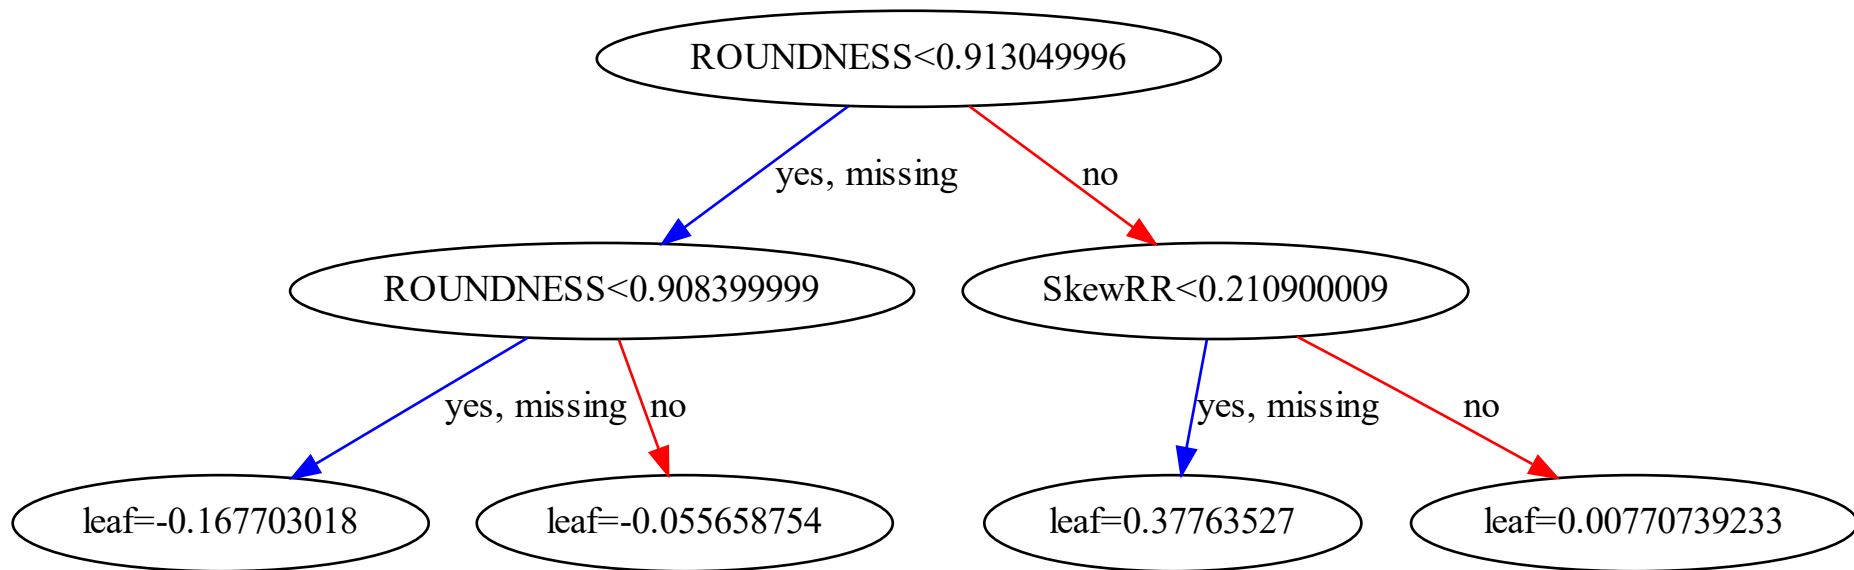 ROUNDNESS<0.913049996
yes, missing
no
ROUNDNESS<0.908399999
SkewRR<0.210900009
yes, missing
no
yes, missing
no
leaf=-0.167703018
leaf=-0.055658754
leaf=0.37763527
leaf=0.00770739233